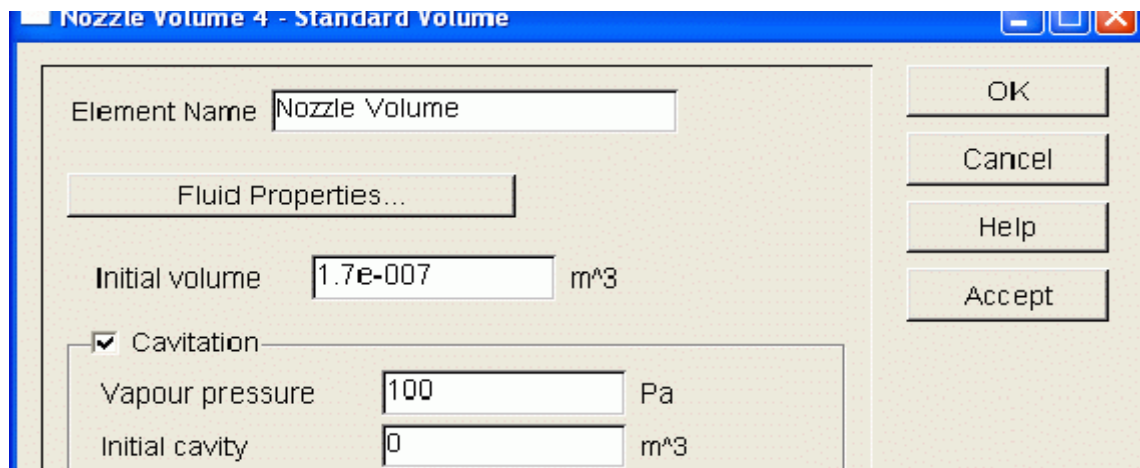 Nozzle Volume 4 - Standard Volume
Element Name Nozzle Volume
OK
Cancel
Fluid Properties...
Help
Initial volume 1.7e-007 m^3
Accept
Cavitation
Vapour pressure 100 Pa
Initial cavity 0 m^3